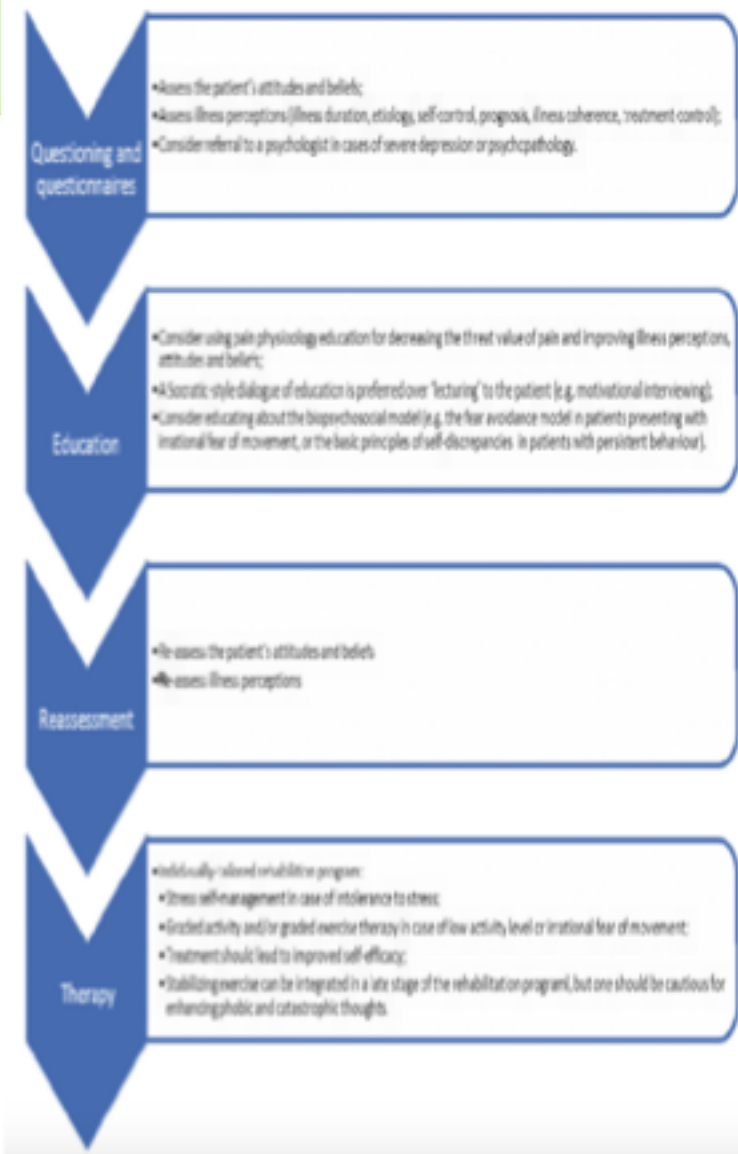 Questioning and
questionnaires
•Assess the patient's attitudes and beliefs;
•Assess illness perceptions (illness duration, etiology, self-control, prognosis, illness coherence, treatment control);
•Consider referral to a psychologist in cases of severe depression or psychopathology.
Education
•Consider using pain physiology education for decreasing the threat value of pain and improving illness perceptions,
attitudes and beliefs;
•A Socratic-style dialogue of education is preferred over 'lecturing' to the patient (e.g. motivational interviewing);
•Consider educating about the biopsychosocial model (e.g. the fear avoidance model in patients presenting with
irrational fear of movement, or the basic principles of self-discrepancies in patients with persistent behaviour).
Reassessment
•Re-assess the patient's attitudes and beliefs
•Re-assess illness perceptions
Therapy
•Individually-tailored rehabilitation program:
•Stress self-management in case of intolerance to stress;
•Graded activity and/or graded exercise therapy in case of low activity level or irrational fear of movement;
•Treatment should lead to improved self-efficacy;
•Stabilizing exercise can be integrated in a late stage of the rehabilitation programl, but one should be cautious for
enhancing phobic and catastrophic thoughts.